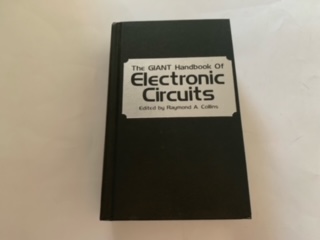 The GIANT Handbook Of
Electronic
Circuits
Edited by Raymond A. Collins